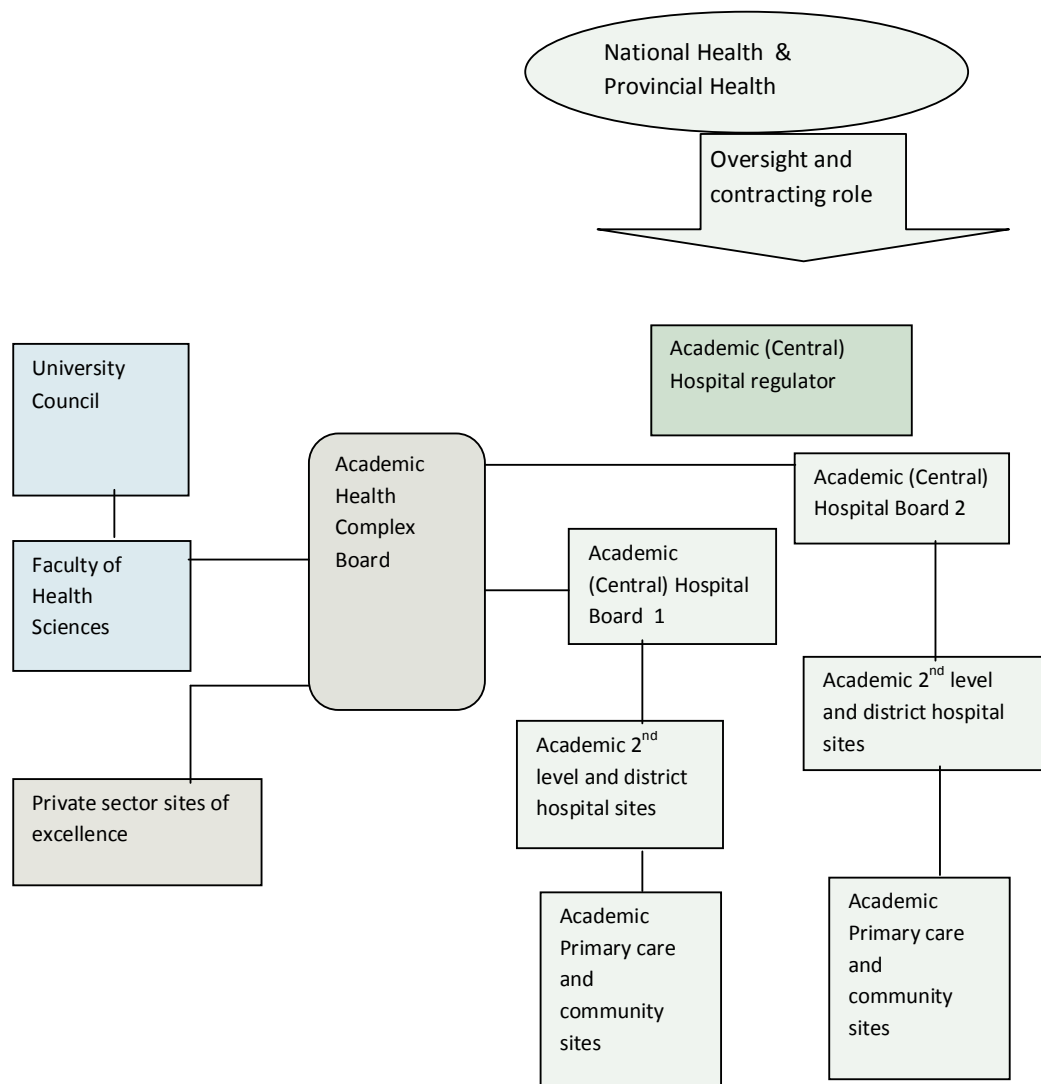 National Health &
Provincial Health
Oversight and
contracting role
University
Council
Academic (Central)
Hospital regulator
Academic
Health
Complex
Board
Academic (Central)
Hospital Board 2
Faculty of
Health
Sciences
Academic
(Central) Hospital
Board 1
Academic 2nd level
and district hospital
sites
Academic 2nd
level and district
hospital sites
Private sector sites of
excellence
Academic
Primary care
and
community
sites
Academic
Primary care
and
community
sites